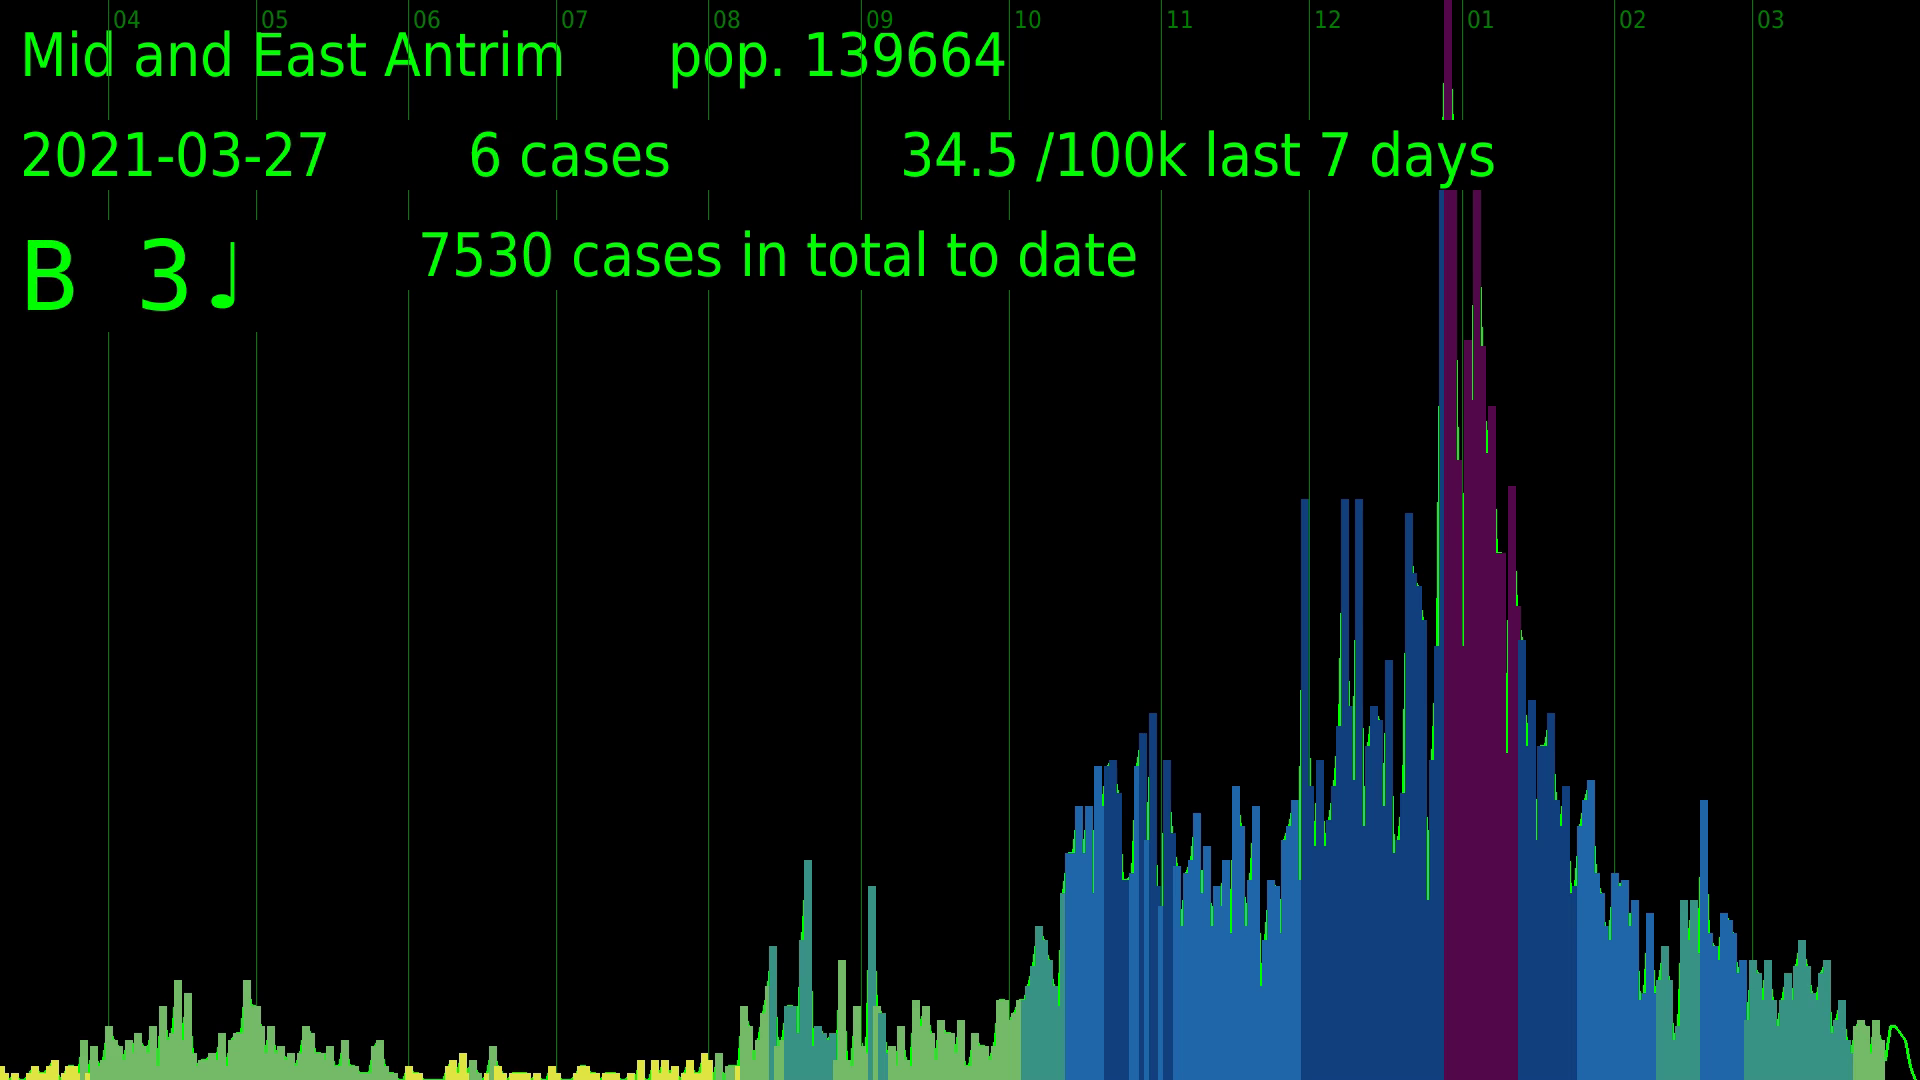 04 05 06 07 08 09 10 11 12 01 02 03
Mid and East Antrim pop. 139664
2021-03-27 6 cases 34.5 /100k last 7 days
B 3♩ 7530 cases in total to date